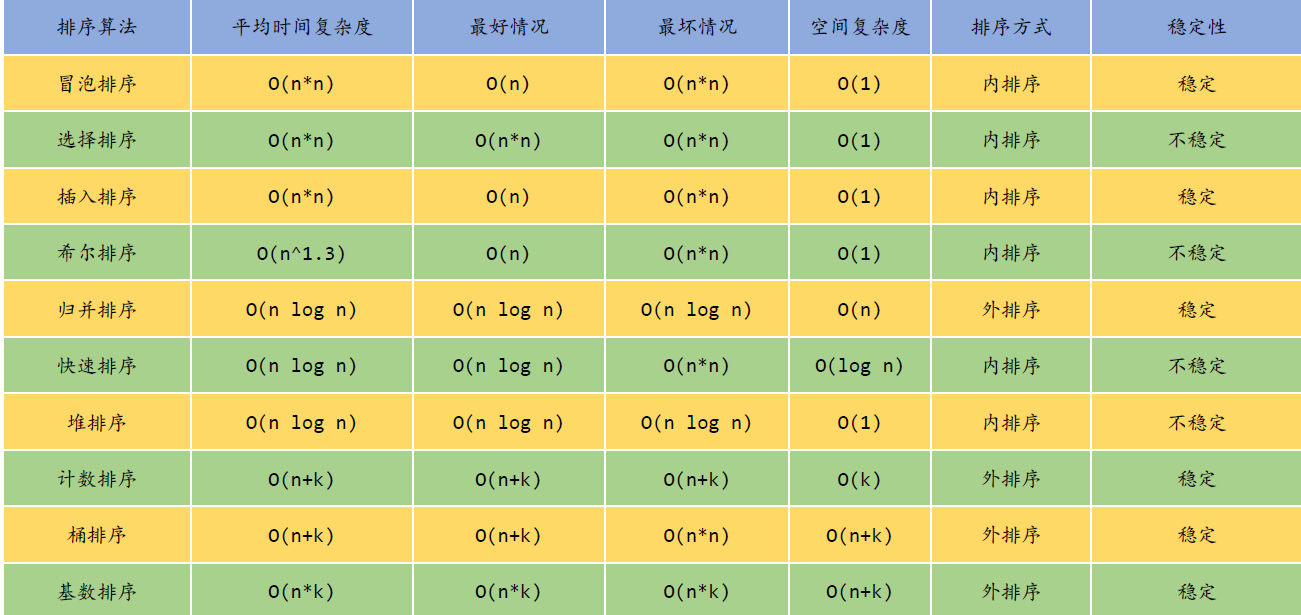 排序算法 平均时间复杂度 最好情况 最坏情况 空间复杂度 排序方式 稳定性
冒泡排序 O(n*n) O(n) O(n*n) O(1) 内排序 稳定
选择排序 O(n*n) O(n*n) O(n*n) O(1) 内排序 不稳定
插入排序 O(n*n) O(n) O(n*n) O(1) 内排序 稳定
希尔排序 O(n^1.3) O(n) O(n*n) O(1) 内排序 不稳定
归并排序 O(n log n) O(n log n) O(n log n) O(n) 外排序 稳定
快速排序 O(n log n) O(n log n) O(n*n) O(log n) 内排序 不稳定
堆排序 O(n log n) O(n log n) O(n log n) O(1) 内排序 不稳定
计数排序 O(n+k) O(n+k) O(n+k) O(k) 外排序 稳定
桶排序 O(n+k) O(n+k) O(n*n) O(n+k) 外排序 稳定
基数排序 O(n*k) O(n*k) O(n*k) O(n+k) 外排序 稳定